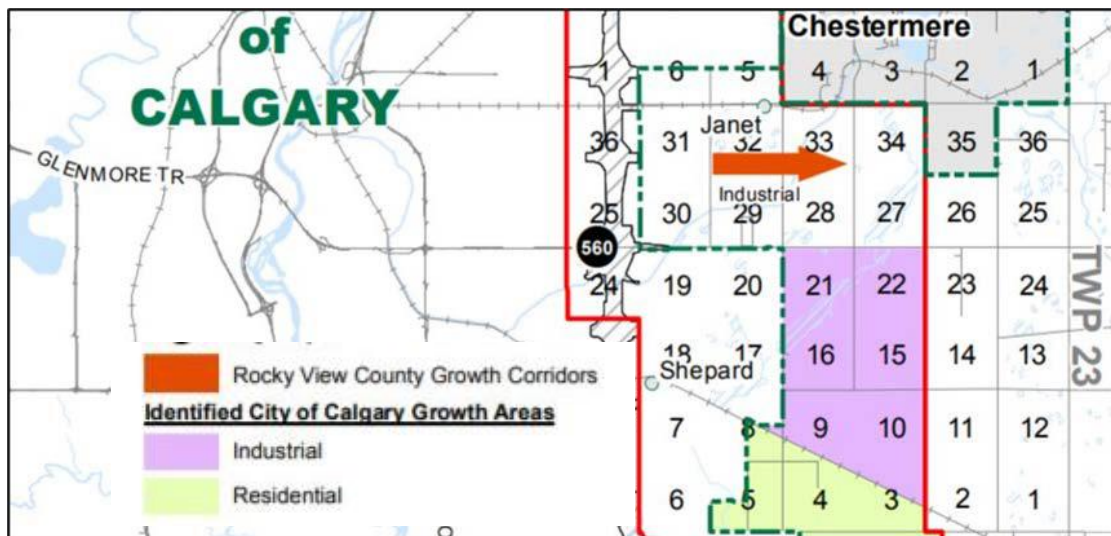 of
CALGARY
Chestermere
1 6 5 4 3 2 1
Janet
36 31 32 33 34 35 36
GLENMORE TR
Industrial
25 30 29 28 27 26 25
560
24 19 20 21 22 23 24
TWP 23
18 17 16 15 14 13
Shepard
7 8 9 10 11 12
6 5 4 3 2 1
Rocky View County Growth Corridors
Identified City of Calgary Growth Areas
Industrial
Residential